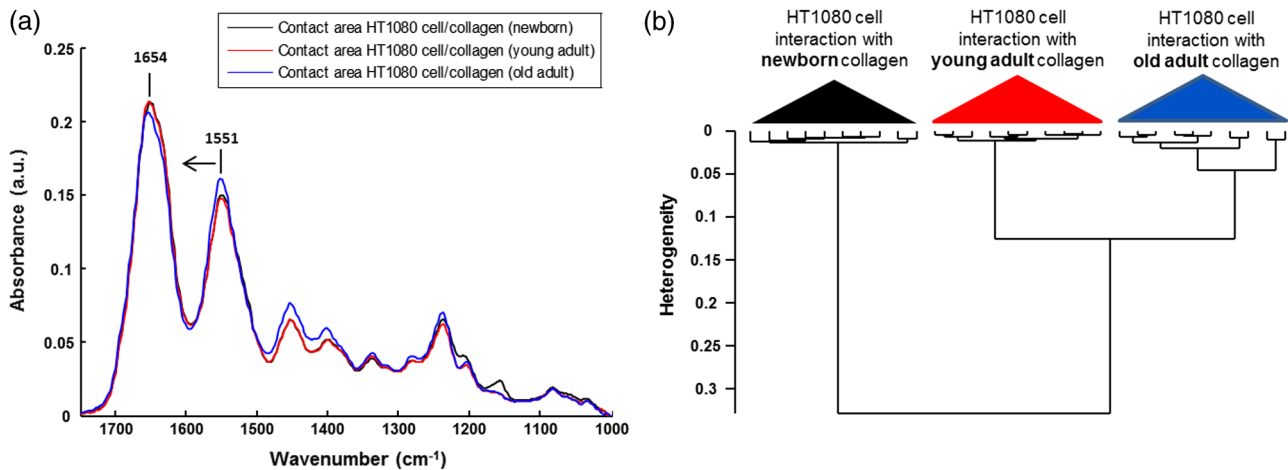 (a)
Contact area HT1080 cell/collagen (newborn)
Contact area HT1080 cell/collagen (young adult)
Contact area HT1080 cell/collagen (old adult)
1654
1551
0.25
0.2
0.15
0.1
0.05
0
Absorbance (a.u.)
1700
1600
1500
1400
1300
1200
1100
1000
Wavenumber (cm-1)
(b)
HT1080 cell
interaction with
newborn collagen
HT1080 cell
interaction with
young adult collagen
HT1080 cell
interaction with
old adult collagen
0
0.05
0.1
0.15
0.2
0.25
0.3
Heterogeneity